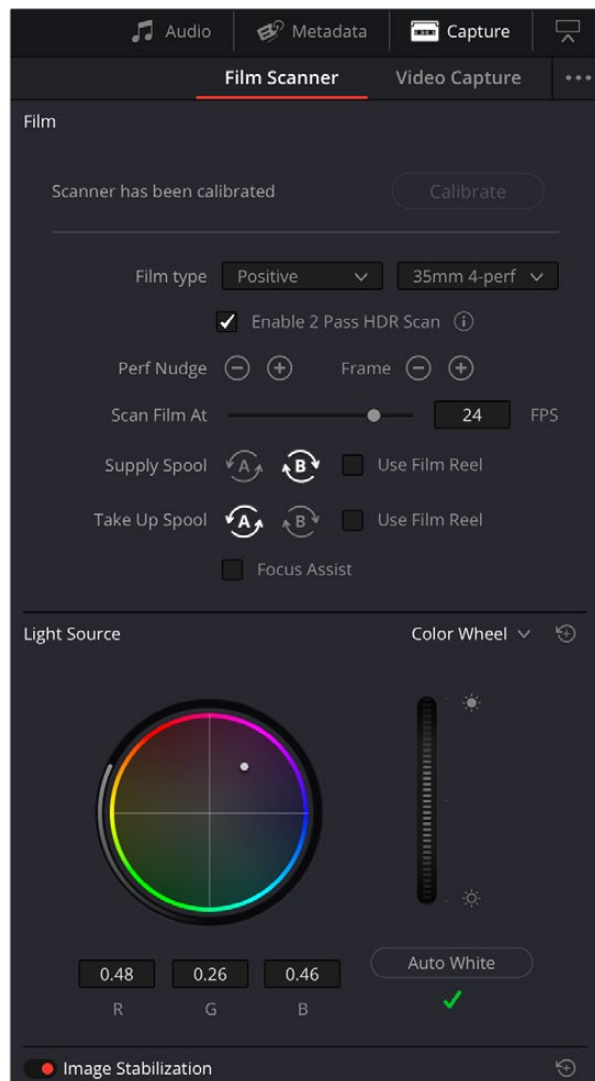 Audio Metadata Capture
Film Scanner Video Capture
Film
Scanner has been calibrated Calibrate
Film type Positive 35mm 4-perf
Enable 2 Pass HDR Scan
Perf Nudge Frame
Scan Film At 24 FPS
Supply Spool A B Use Film Reel
Take Up Spool A B Use Film Reel
Focus Assist
Light Source Color Wheel
0.48 0.26 0.46 Auto White
R G B
Image Stabilization